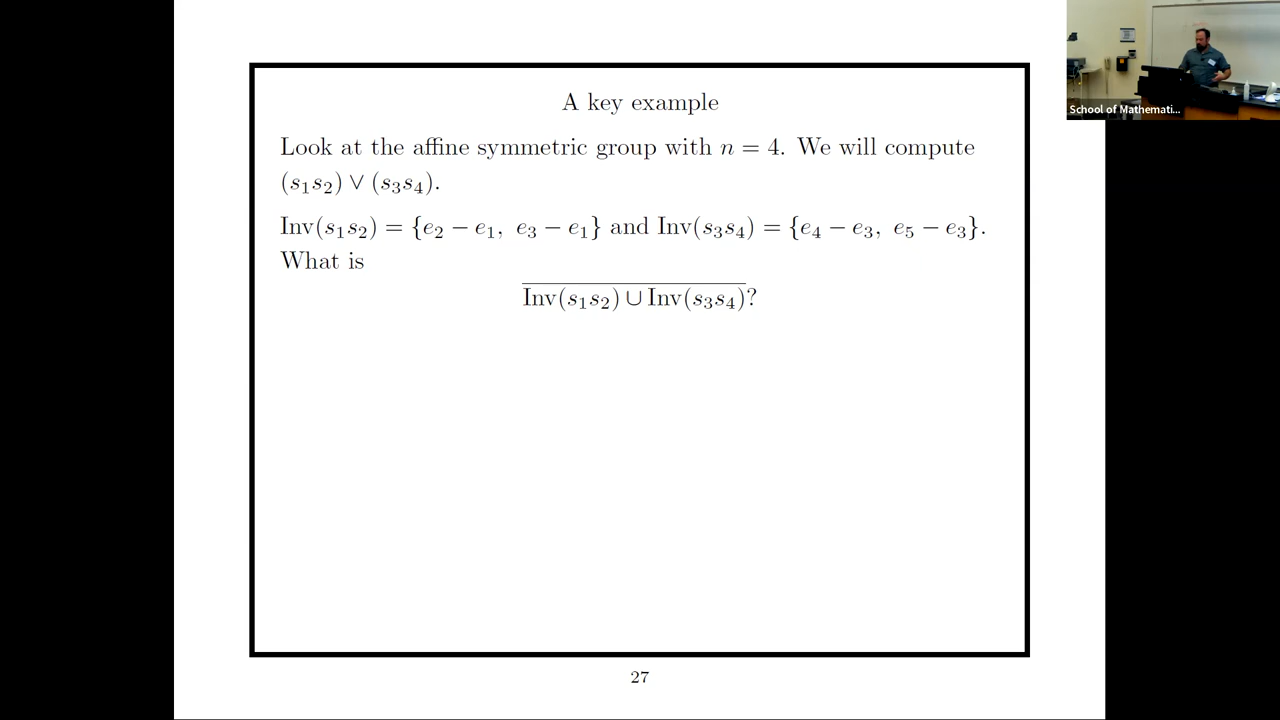 A key example
Look at the affine symmetric group with n = 4. We will compute
(s₁s₂) ∨ (s₃s₄).
Inv(s₁s₂) = {e₂ − e₁, e₃ − e₁} and Inv(s₃s₄) = {e₄ − e₃, e₅ − e₃}.
What is
\overline{Inv(s₁s₂) ∪ Inv(s₃s₄)}?
27
School of Mathemati...